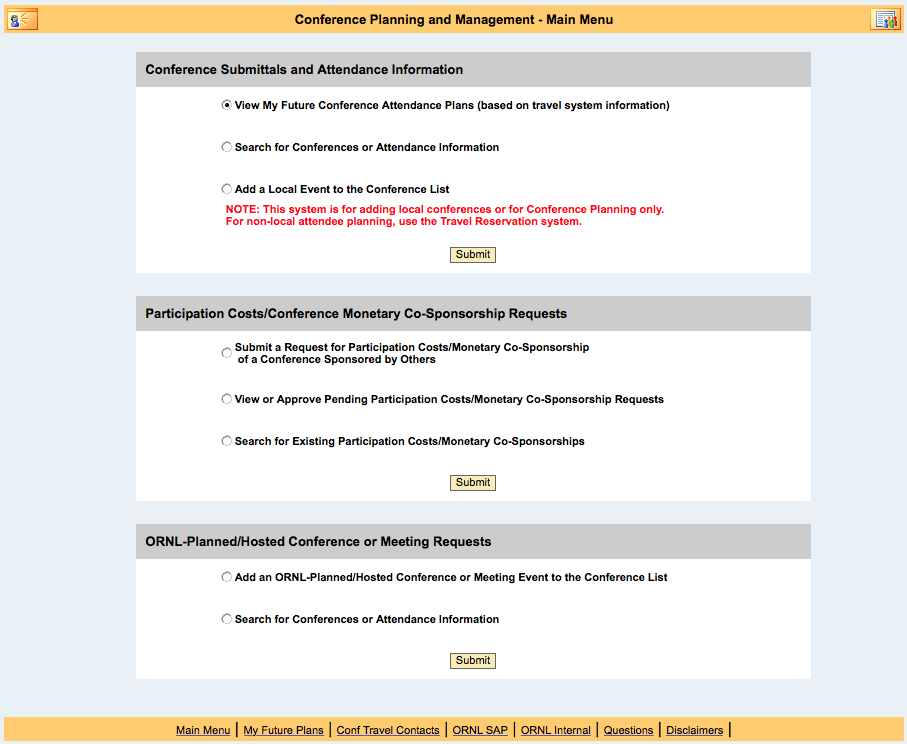 Conference Planning and Management - Main Menu
Conference Submittals and Attendance Information
View My Future Conference Attendance Plans (based on travel system information)
Search for Conferences or Attendance Information
Add a Local Event to the Conference List
NOTE: This system is for adding local conferences or for Conference Planning only.
For non-local attendee planning, use the Travel Reservation system.
Submit
Participation Costs/Conference Monetary Co-Sponsorship Requests
Submit a Request for Participation Costs/Monetary Co-Sponsorship
of a Conference Sponsored by Others
View or Approve Pending Participation Costs/Monetary Co-Sponsorship Requests
Search for Existing Participation Costs/Monetary Co-Sponsorships
Submit
ORNL-Planned/Hosted Conference or Meeting Requests
Add an ORNL-Planned/Hosted Conference or Meeting Event to the Conference List
Search for Conferences or Attendance Information
Submit
Main Menu | My Future Plans | Conf Travel Contacts | ORNL SAP | ORNL Internal | Questions | Disclaimers |